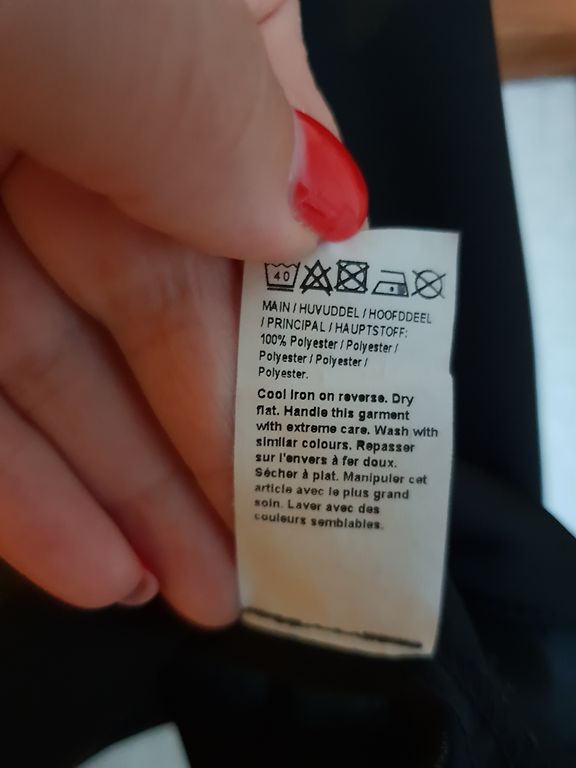 40
MAIN / HUVUDDEL / HOOFDDEEL
/ PRINCIPAL / HAUPTSTOFF:
100% Polyester / Polyester /
Polyester / Polyester /
Polyester.
Cool iron on reverse. Dry
flat. Handle this garment
with extreme care. Wash with
similar colours. Repasser
sur l'envers à fer doux.
Sécher à plat. Manipuler cet
article avec le plus grand
soin. Laver avec des
couleurs semblables.